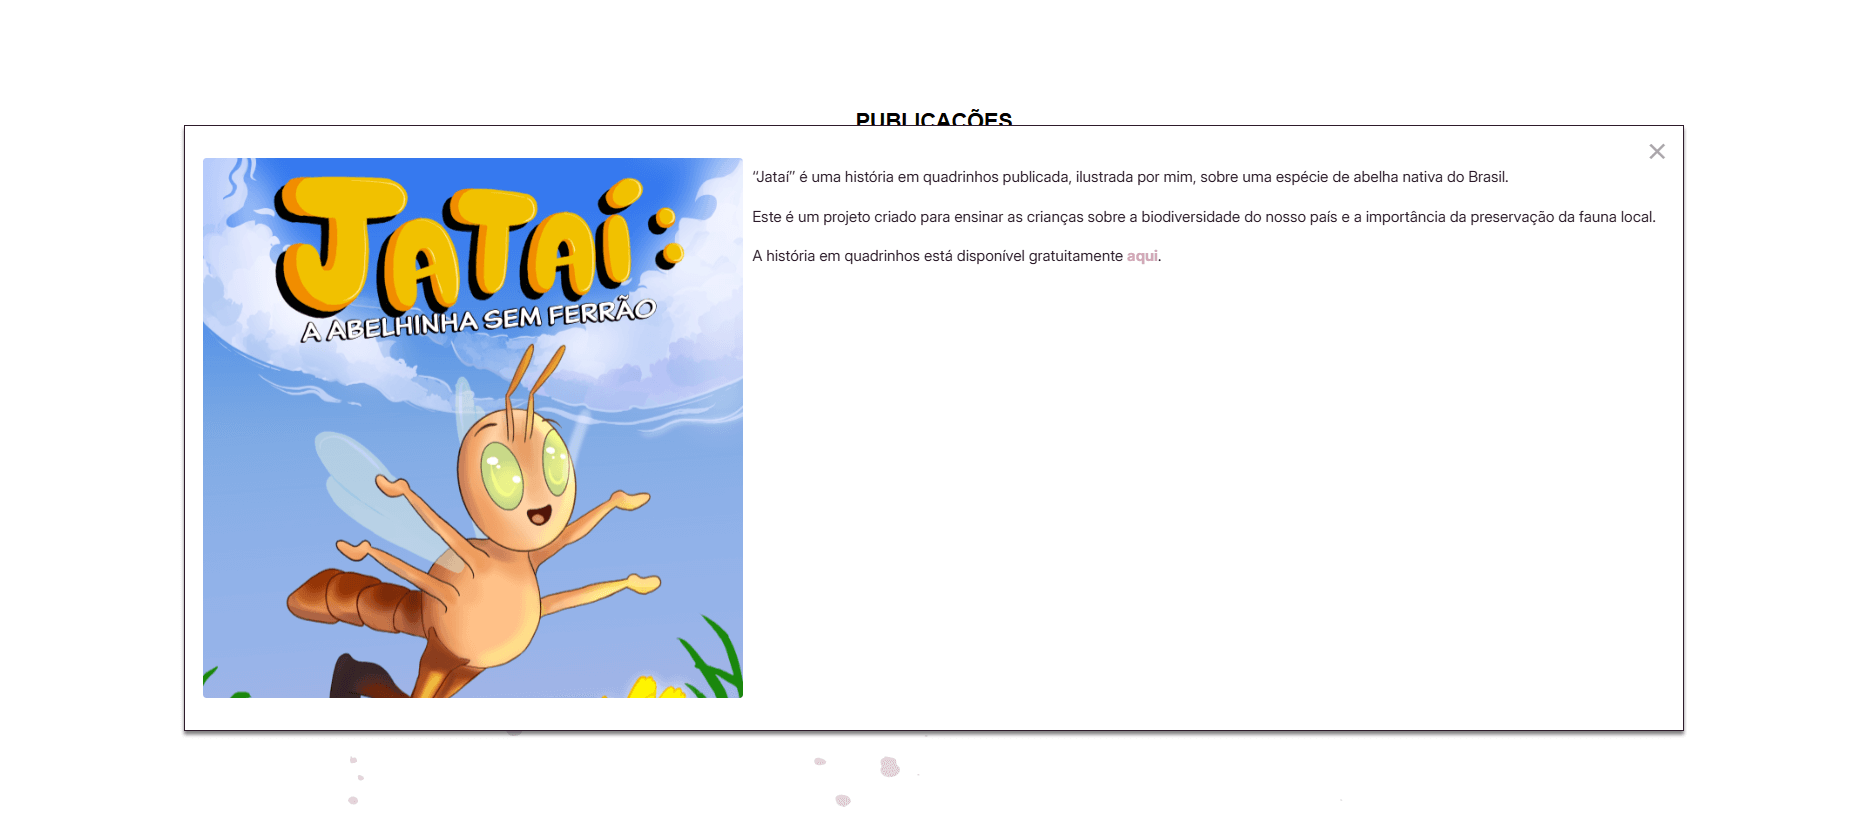 PUBLICAÇÕES
JATAÍ:
A ABELHINHA SEM FERRÃO
“Jataí” é uma história em quadrinhos publicada, ilustrada por mim, sobre uma espécie de abelha nativa do Brasil.
Este é um projeto criado para ensinar as crianças sobre a biodiversidade do nosso país e a importância da preservação da fauna local.
A história em quadrinhos está disponível gratuitamente aqui.